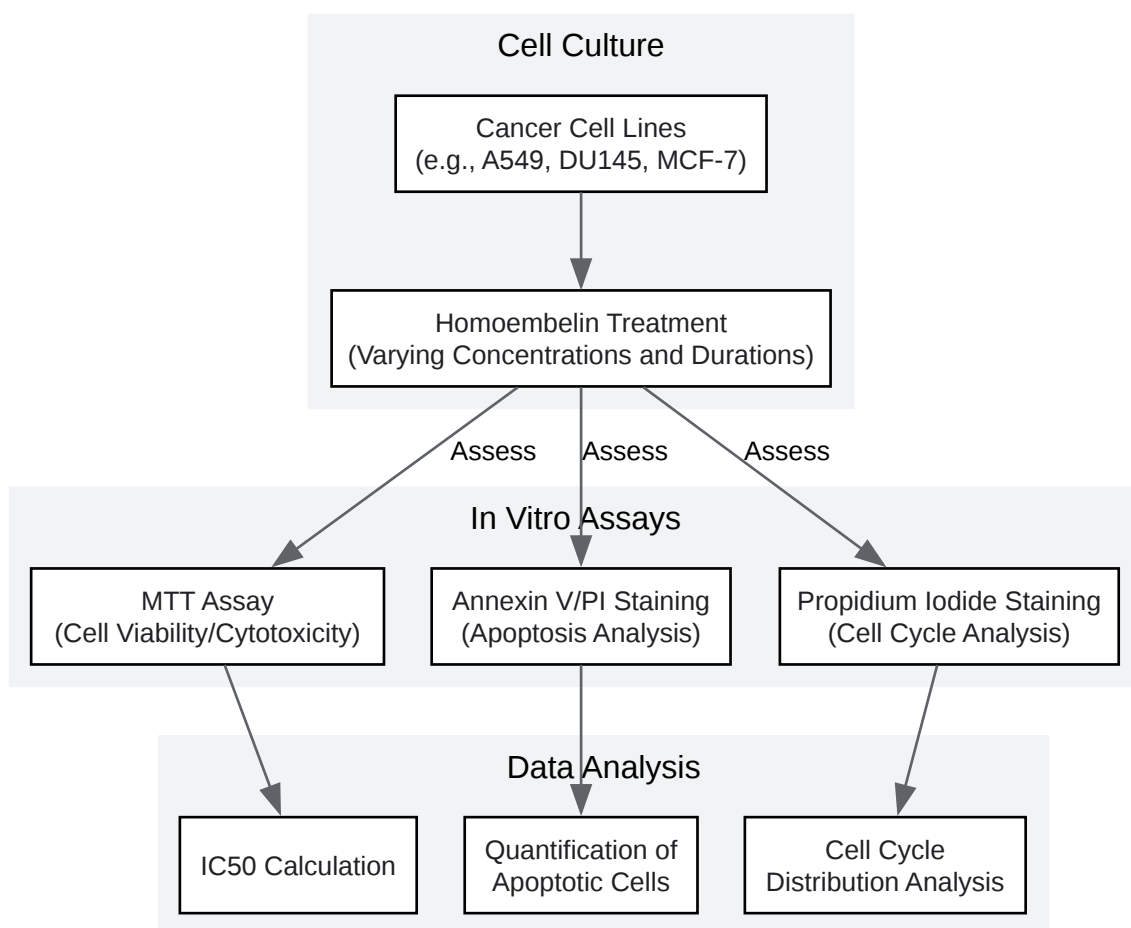 Cell Culture
Cancer Cell Lines
(e.g., A549, DU145, MCF-7)
Homoembelin Treatment
(Varying Concentrations and Durations)
Assess
Assess
Assess
In Vitro Assays
MTT Assay
(Cell Viability/Cytotoxicity)
Annexin V/PI Staining
(Apoptosis Analysis)
Propidium Iodide Staining
(Cell Cycle Analysis)
Data Analysis
IC50 Calculation
Quantification of
Apoptotic Cells
Cell Cycle
Distribution Analysis